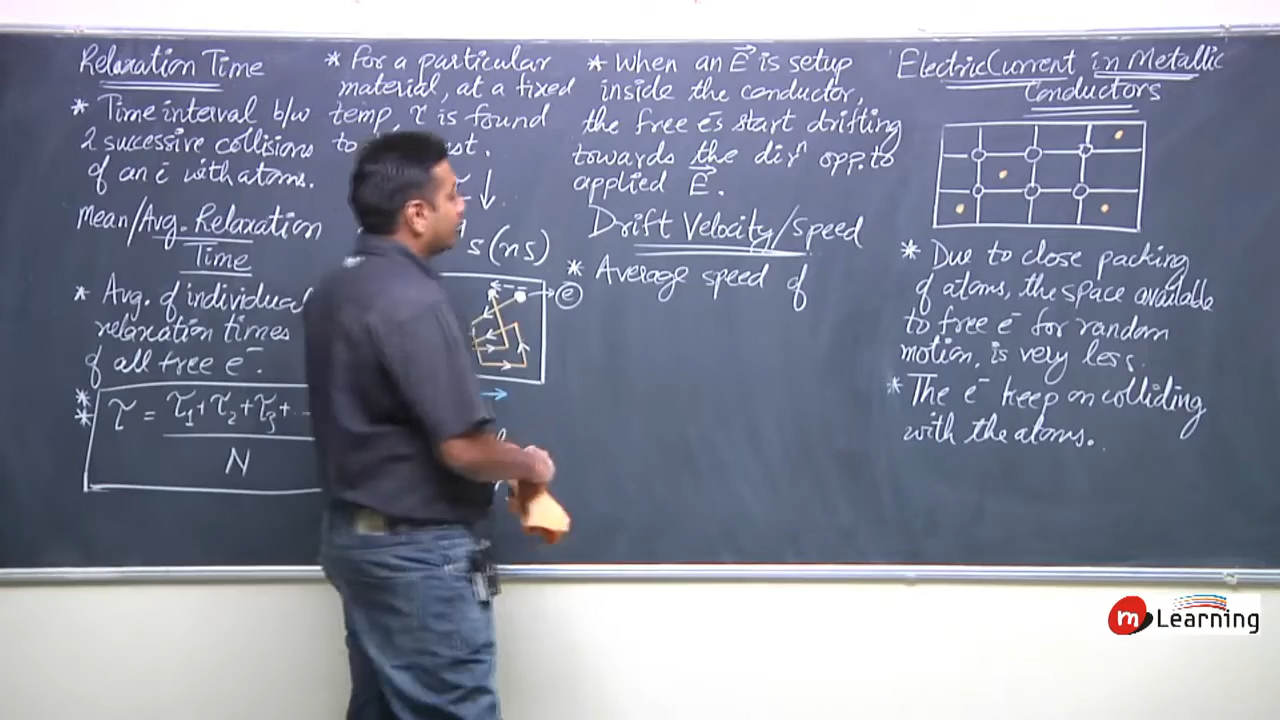 Relaxation Time
* Time interval b/w
2 successive collisions
of an e̅ with atoms.
Mean/Avg. Relaxation
Time
* Avg. of individual
relaxation times
of all free e⁻.
** τ = τ₁+τ₂+τ₃+ --
N
* For a particular
material, at a fixed
temp, τ is found
to st.
s(ns)
e
* When an E⃗ is setup
inside the conductor,
the free e̅s start drifting
towards the dirⁿ opp. to
applied E⃗.
Drift Velocity/Speed
* Average speed of
Electric Current in Metallic
Conductors
* Due to close packing
of atoms, the space available
to free e⁻ for random
motion, is very less.
* The e⁻ keep on colliding
with the atoms.
m Learning